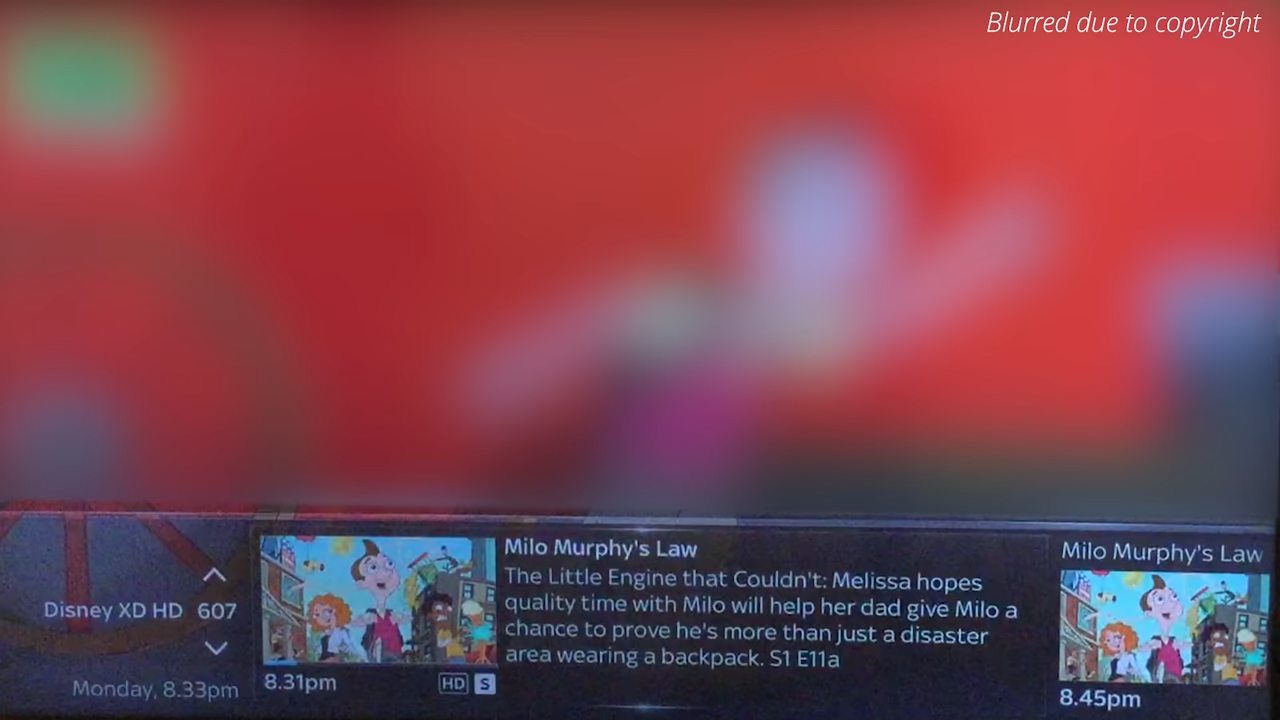 Blurred due to copyright
Milo Murphy's Law
The Little Engine that Couldn't: Melissa hopes
quality time with Milo will help her dad give Milo a
chance to prove he's more than just a disaster
area wearing a backpack. S1 E11a
Disney XD HD 607
Monday, 8.33pm
8.31pm
HD S
Milo Murphy's Law
8.45pm